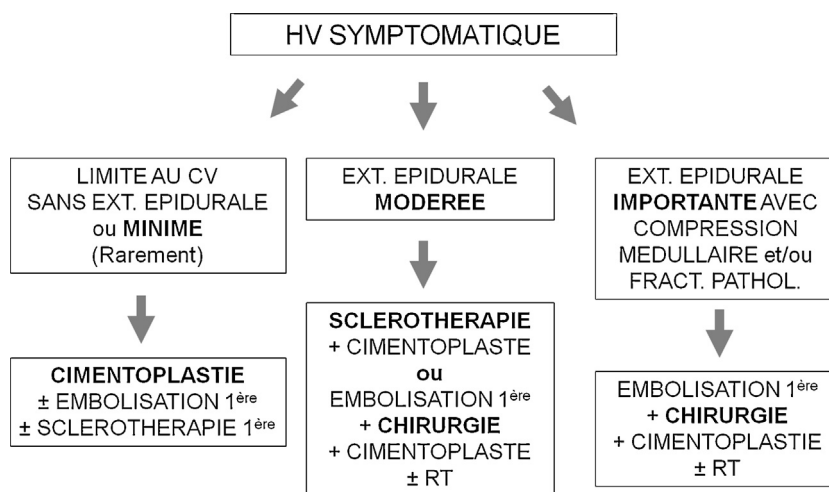 HV SYMPTOMATIQUE
LIMITE AU CV
SANS EXT. EPIDURALE
ou MINIME
(Rarement)
EXT. EPIDURALE
MODEREE
EXT. EPIDURALE
IMPORTANTE AVEC
COMPRESSION
MEDULLAIRE et/ou
FRACT. PATHOL.
CIMENTOPLASTIE
± EMBOLISATION 1ère
± SCLEROTHERAPIE 1ère
SCLEROTHERAPIE
+ CIMENTOPLASTE
ou
EMBOLISATION 1ère
+ CHIRURGIE
+ CIMENTOPLASTE
± RT
EMBOLISATION 1ère
+ CHIRURGIE
+ CIMENTOPLASTIE
± RT